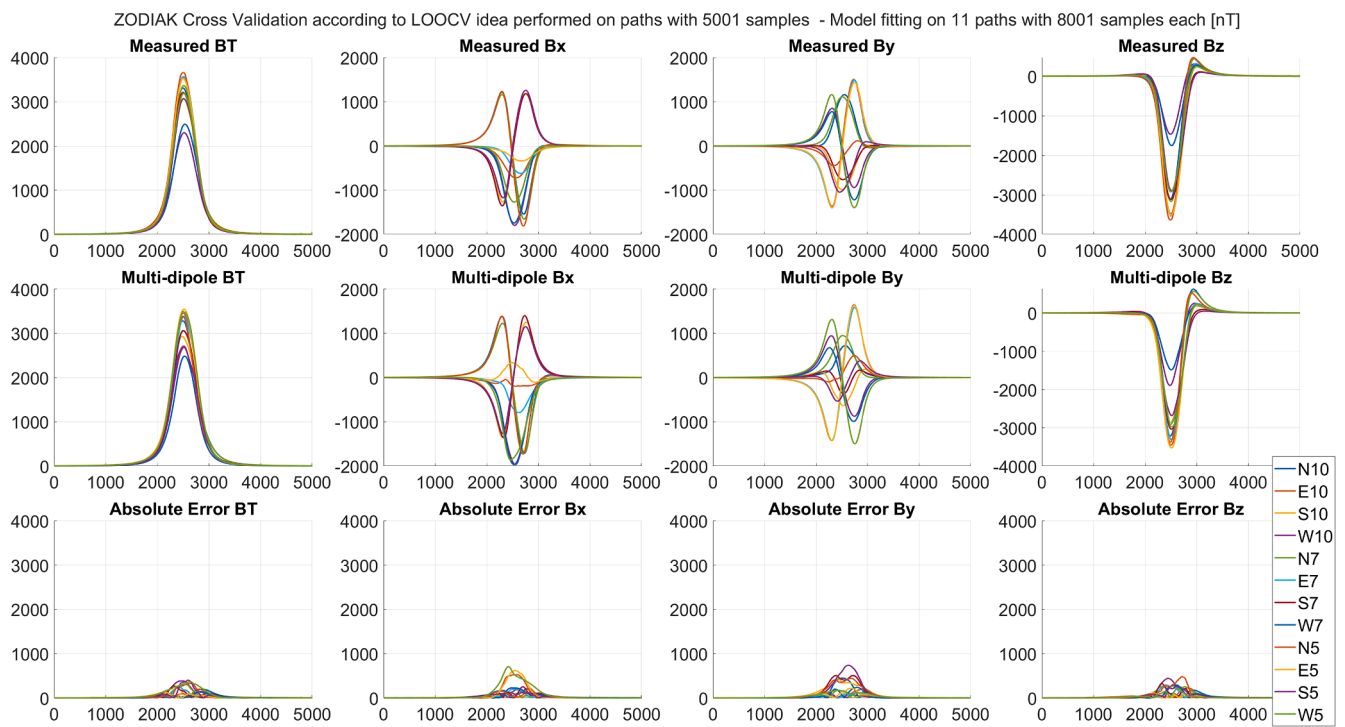 ZODIAK Cross Validation according to LOOCV idea performed on paths with 5001 samples - Model fitting on 11 paths with 8001 samples each [nT]
Measured BT
4000
3000
2000
1000
0
0 1000 2000 3000 4000 5000
Measured Bx
2000
1000
0
-1000
-2000
0 1000 2000 3000 4000 5000
Measured By
2000
1000
0
-1000
-2000
0 1000 2000 3000 4000 5000
Measured Bz
0
-1000
-2000
-3000
-4000
0 1000 2000 3000 4000 5000
Multi-dipole BT
4000
3000
2000
1000
0
0 1000 2000 3000 4000 5000
Multi-dipole Bx
2000
1000
0
-1000
-2000
0 1000 2000 3000 4000 5000
Multi-dipole By
2000
1000
0
-1000
-2000
0 1000 2000 3000 4000 5000
Multi-dipole Bz
0
-1000
-2000
-3000
-4000
0 1000 2000 3000 4000
Absolute Error BT
4000
3000
2000
1000
0
0 1000 2000 3000 4000 5000
Absolute Error Bx
4000
3000
2000
1000
0
0 1000 2000 3000 4000 5000
Absolute Error By
4000
3000
2000
1000
0
0 1000 2000 3000 4000 5000
Absolute Error Bz
4000
3000
2000
1000
0
0 1000 2000 3000 4000
N10
E10
S10
W10
N7
E7
S7
W7
N5
E5
S5
W5